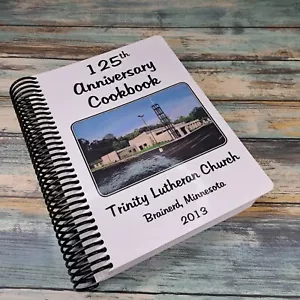 125th
Anniversary
Cookbook
Trinity Lutheran Church
Brainerd, Minnesota
2013